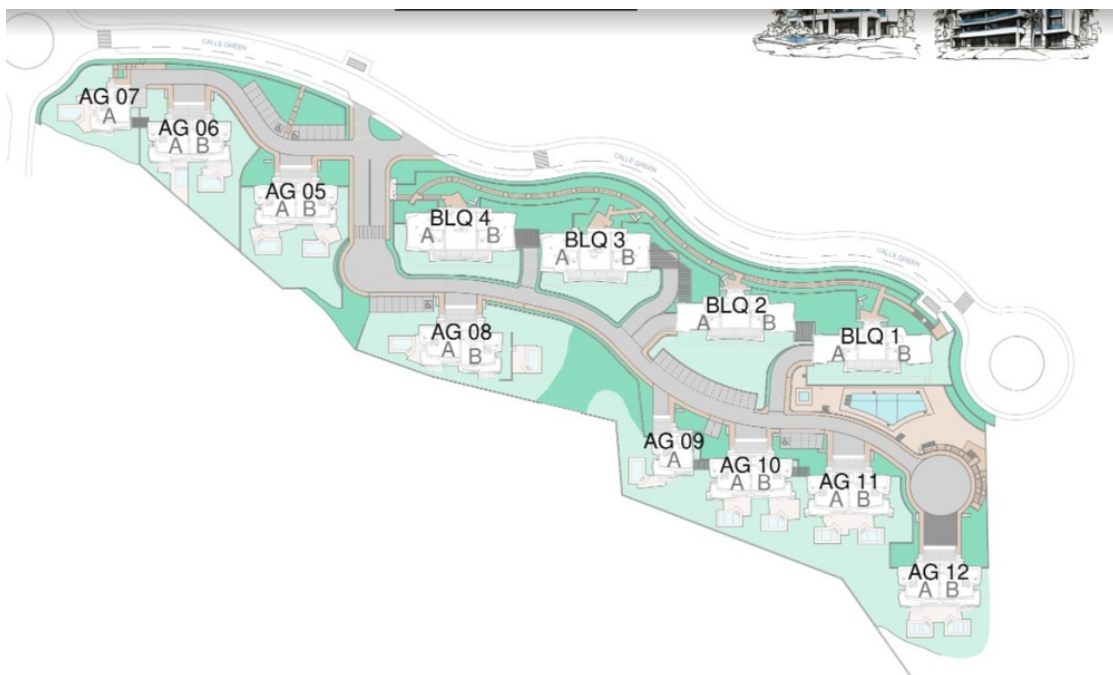 CALLE GREEN
AG 07
A
AG 06
A B
AG 05
A B
CALLE GREEN
BLQ 4
A B
BLQ 3
A B
CALLE GREEN
BLQ 2
A B
BLQ 1
A B
AG 08
A B
AG 09
A
AG 10
A B
AG 11
A B
AG 12
A B